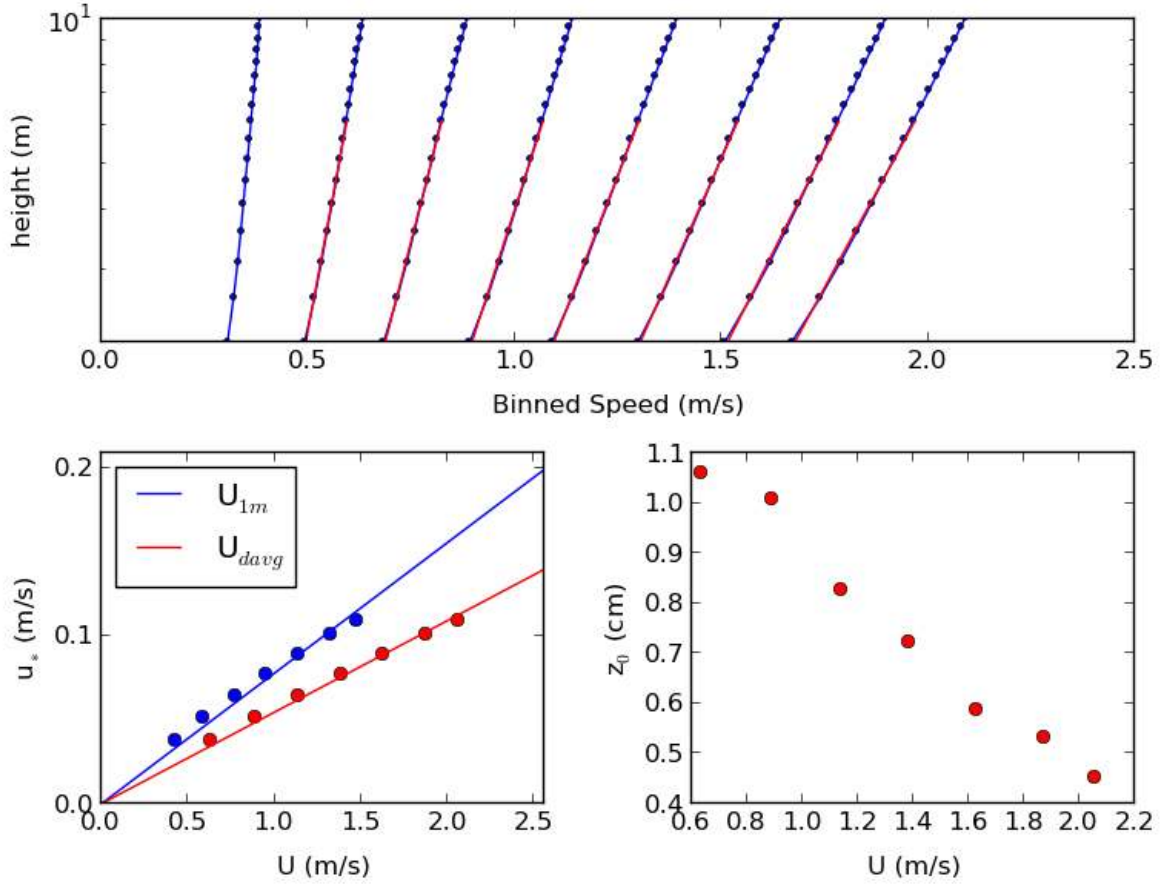 10¹
height (m)
0.0 0.5 1.0 1.5 2.0 2.5
Binned Speed (m/s)
0.2
0.1
0.0
u* (m/s)
U1m
Udavg
0.0 0.5 1.0 1.5 2.0 2.5
U (m/s)
1.1
1.0
0.9
0.8
0.7
0.6
0.5
0.4
z0 (cm)
0.6 0.8 1.0 1.2 1.4 1.6 1.8 2.0 2.2
U (m/s)